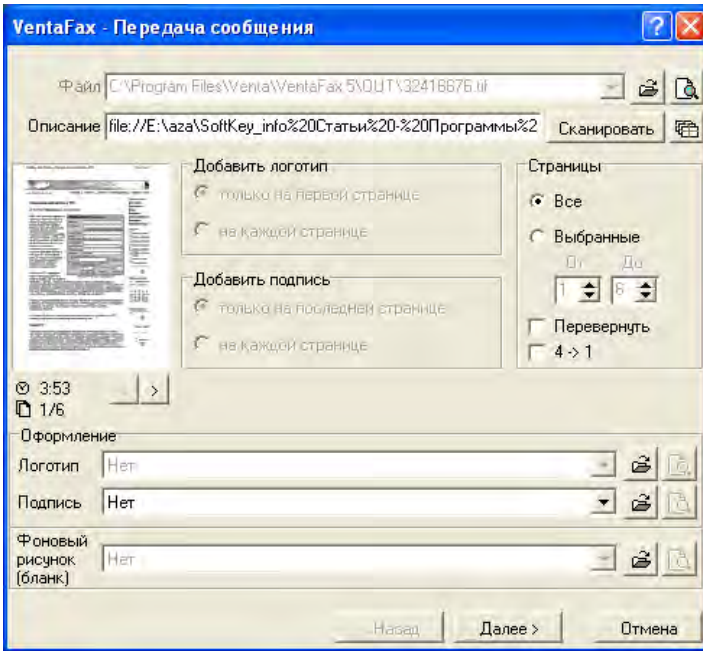 VentaFax - Передача сообщения
Файл C:\Program Files\Venta\VentaFax 5\OUT\32416676.tif
Описание file://E:\aza\SoftKey_info%20Статьи%20-%20Программы%2 Сканировать
Добавить логотип
только на первой странице
на каждой странице
Добавить подпись
только на последней странице
на каждой странице
Страницы
Все
Выбранные
От До
1 6
Перевернуть
4 -> 1
3:53
1/6
>
Оформление
Логотип Нет
Подпись Нет
Фоновый
рисунок Нет
(бланк)
Назад Далее > Отмена